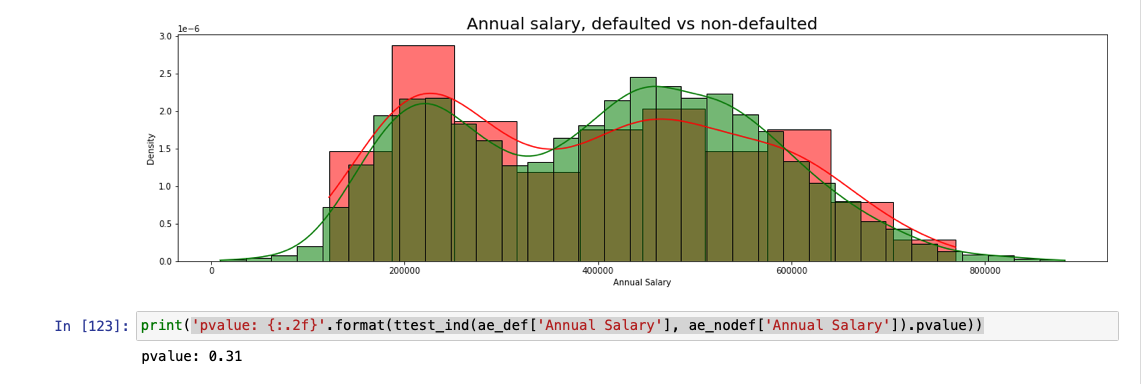 Annual salary, defaulted vs non-defaulted
1e−6
3.0
2.5
2.0
1.5
1.0
0.5
0.0
Density
0 200000 400000 600000 800000
Annual Salary
In [123]: print('pvalue: {:.2f}'.format(ttest_ind(ae_def['Annual Salary'], ae_nodef['Annual Salary']).pvalue))
pvalue: 0.31